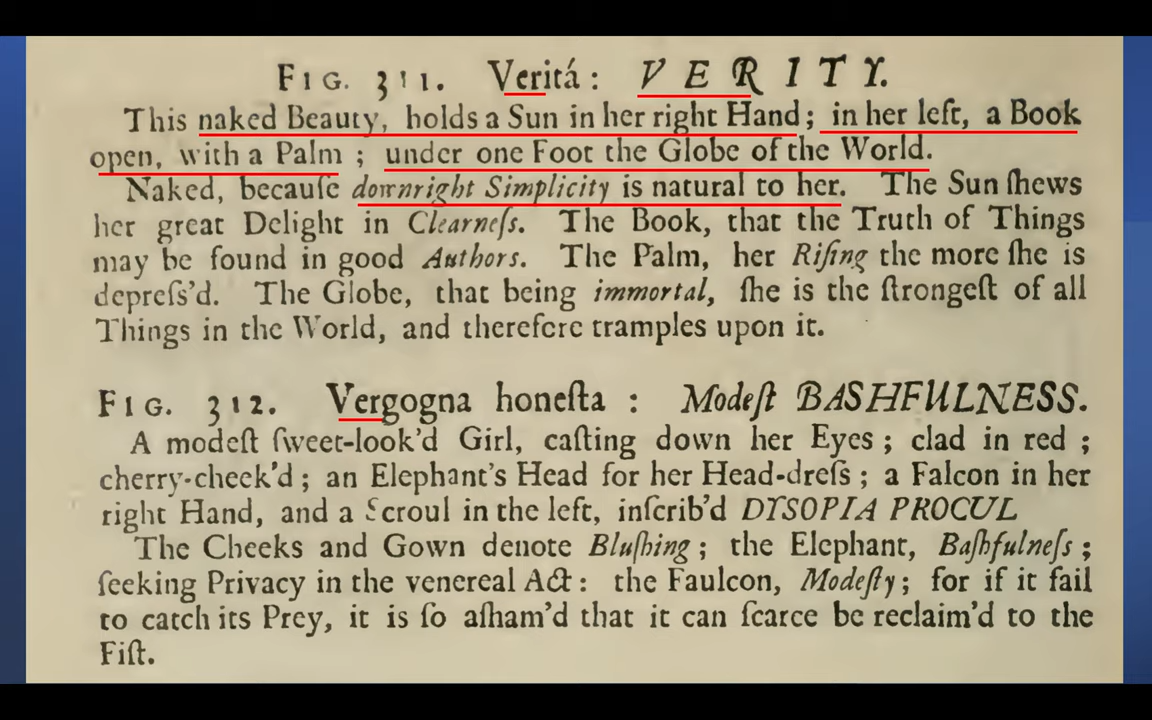 FIG. 311. Veritá: VERITY.
This naked Beauty, holds a Sun in her right Hand; in her left, a Book
open, with a Palm; under one Foot the Globe of the World.
Naked, becauſe downright Simplicity is natural to her. The Sun ſhews
her great Delight in Clearneſs. The Book, that the Truth of Things
may be found in good Authors. The Palm, her Riſing the more ſhe is
depreſs'd. The Globe, that being immortal, ſhe is the ſtrongeſt of all
Things in the World, and therefore tramples upon it.
FIG. 312. Vergogna honeſta: Modeſt BASHFULNESS.
A modeſt ſweet-look'd Girl, caſting down her Eyes; clad in red;
cherry-cheek'd; an Elephant's Head for her Head-dreſs; a Falcon in her
right Hand, and a Scroul in the left, inſcrib'd DYSOPIA PROCUL
The Cheeks and Gown denote Bluſhing; the Elephant, Baſhfulneſs;
ſeeking Privacy in the venereal Act: the Faulcon, Modeſty; for if it fail
to catch its Prey, it is ſo aſham'd that it can ſcarce be reclaim'd to the
Fiſt.